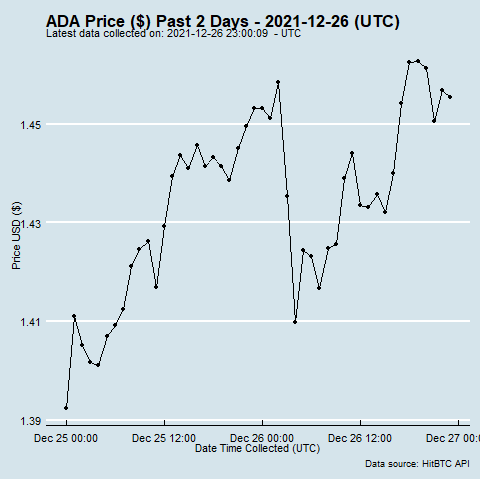 ADA Price ($) Past 2 Days - 2021-12-26 (UTC)
Latest data collected on: 2021-12-26 23:00:09 - UTC
Price USD ($)
1.45
1.43
1.41
1.39
Dec 25 00:00 Dec 25 12:00 Dec 26 00:00 Dec 26 12:00 Dec 27 00:
Date Time Collected (UTC)
Data source: HitBTC API